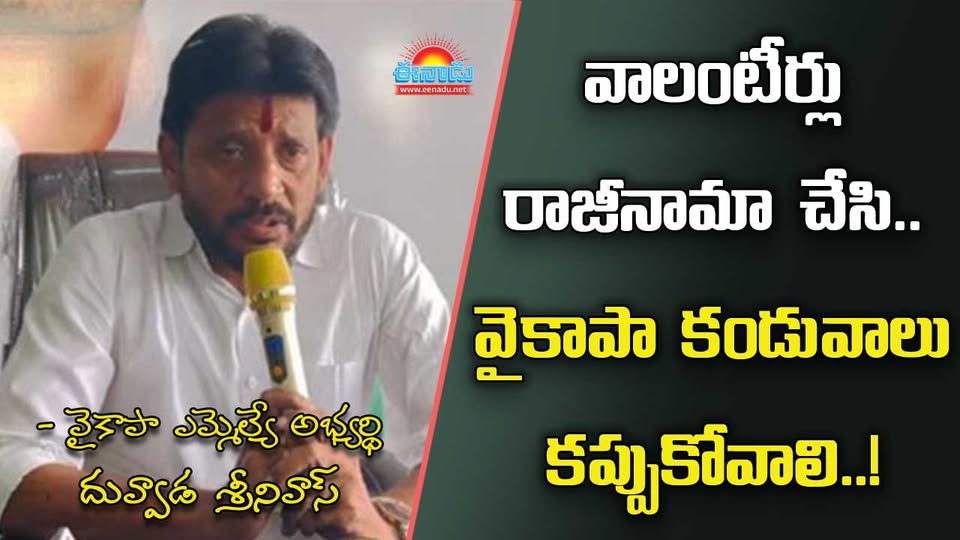 ఈనాడు
www.eenadu.net
వాలంటీర్లు
రాజీనామా చేసి..
వైకాపా కండువాలు
కప్పుకోవాలి..!
- వైకాపా ఎమ్మెల్యే అభ్యర్థి
దువ్వాడ శ్రీనివాస్